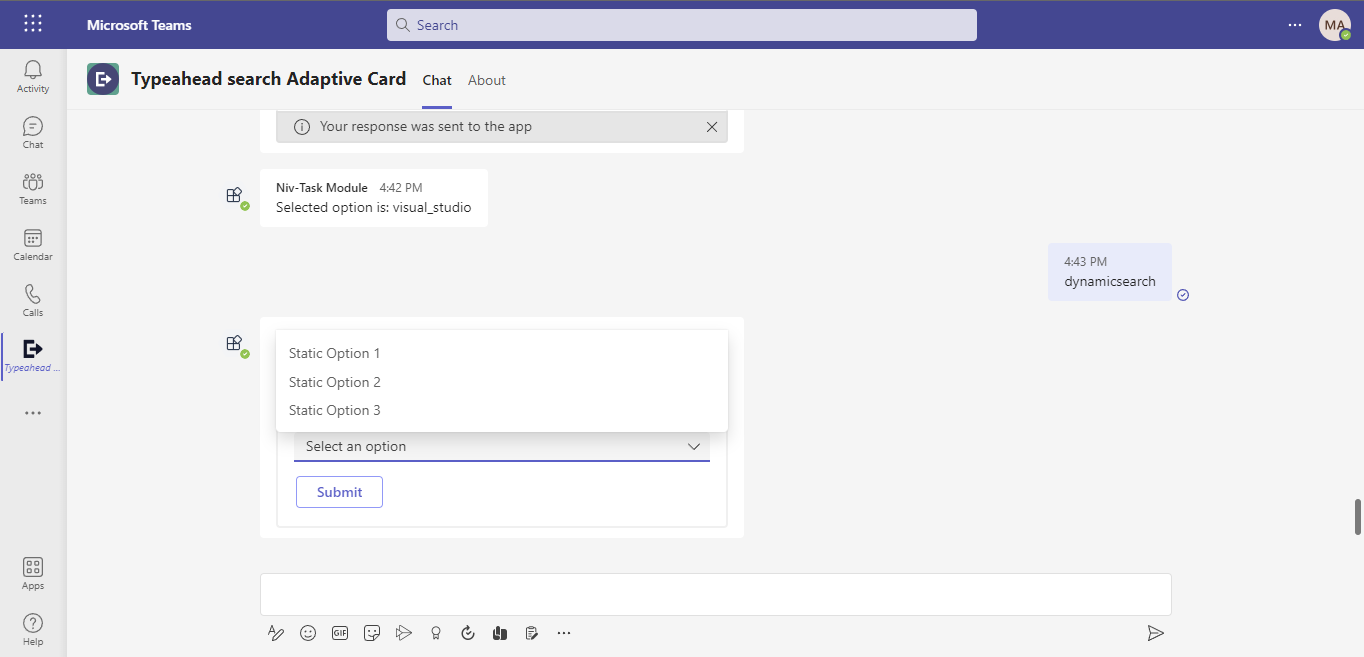 Microsoft Teams
Search
MA
Activity
Chat
Teams
Calendar
Calls
Typeahead ...
Apps
Help
Typeahead search Adaptive Card
Chat
About
Your response was sent to the app
Niv-Task Module 4:42 PM
Selected option is: visual_studio
4:43 PM
dynamicsearch
Static Option 1
Static Option 2
Static Option 3
Select an option
Submit
GIF